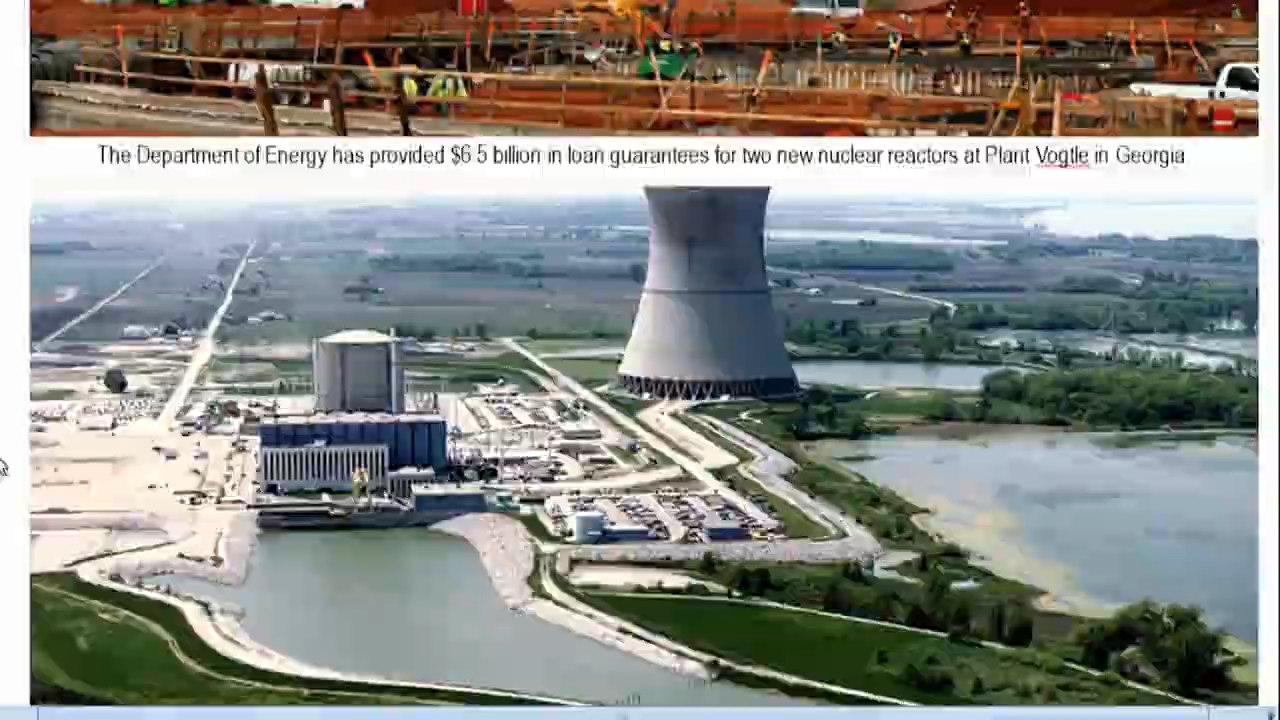 The Department of Energy has provided $6.5 billion in loan guarantees for two new nuclear reactors at Plant Vogtle in Georgia